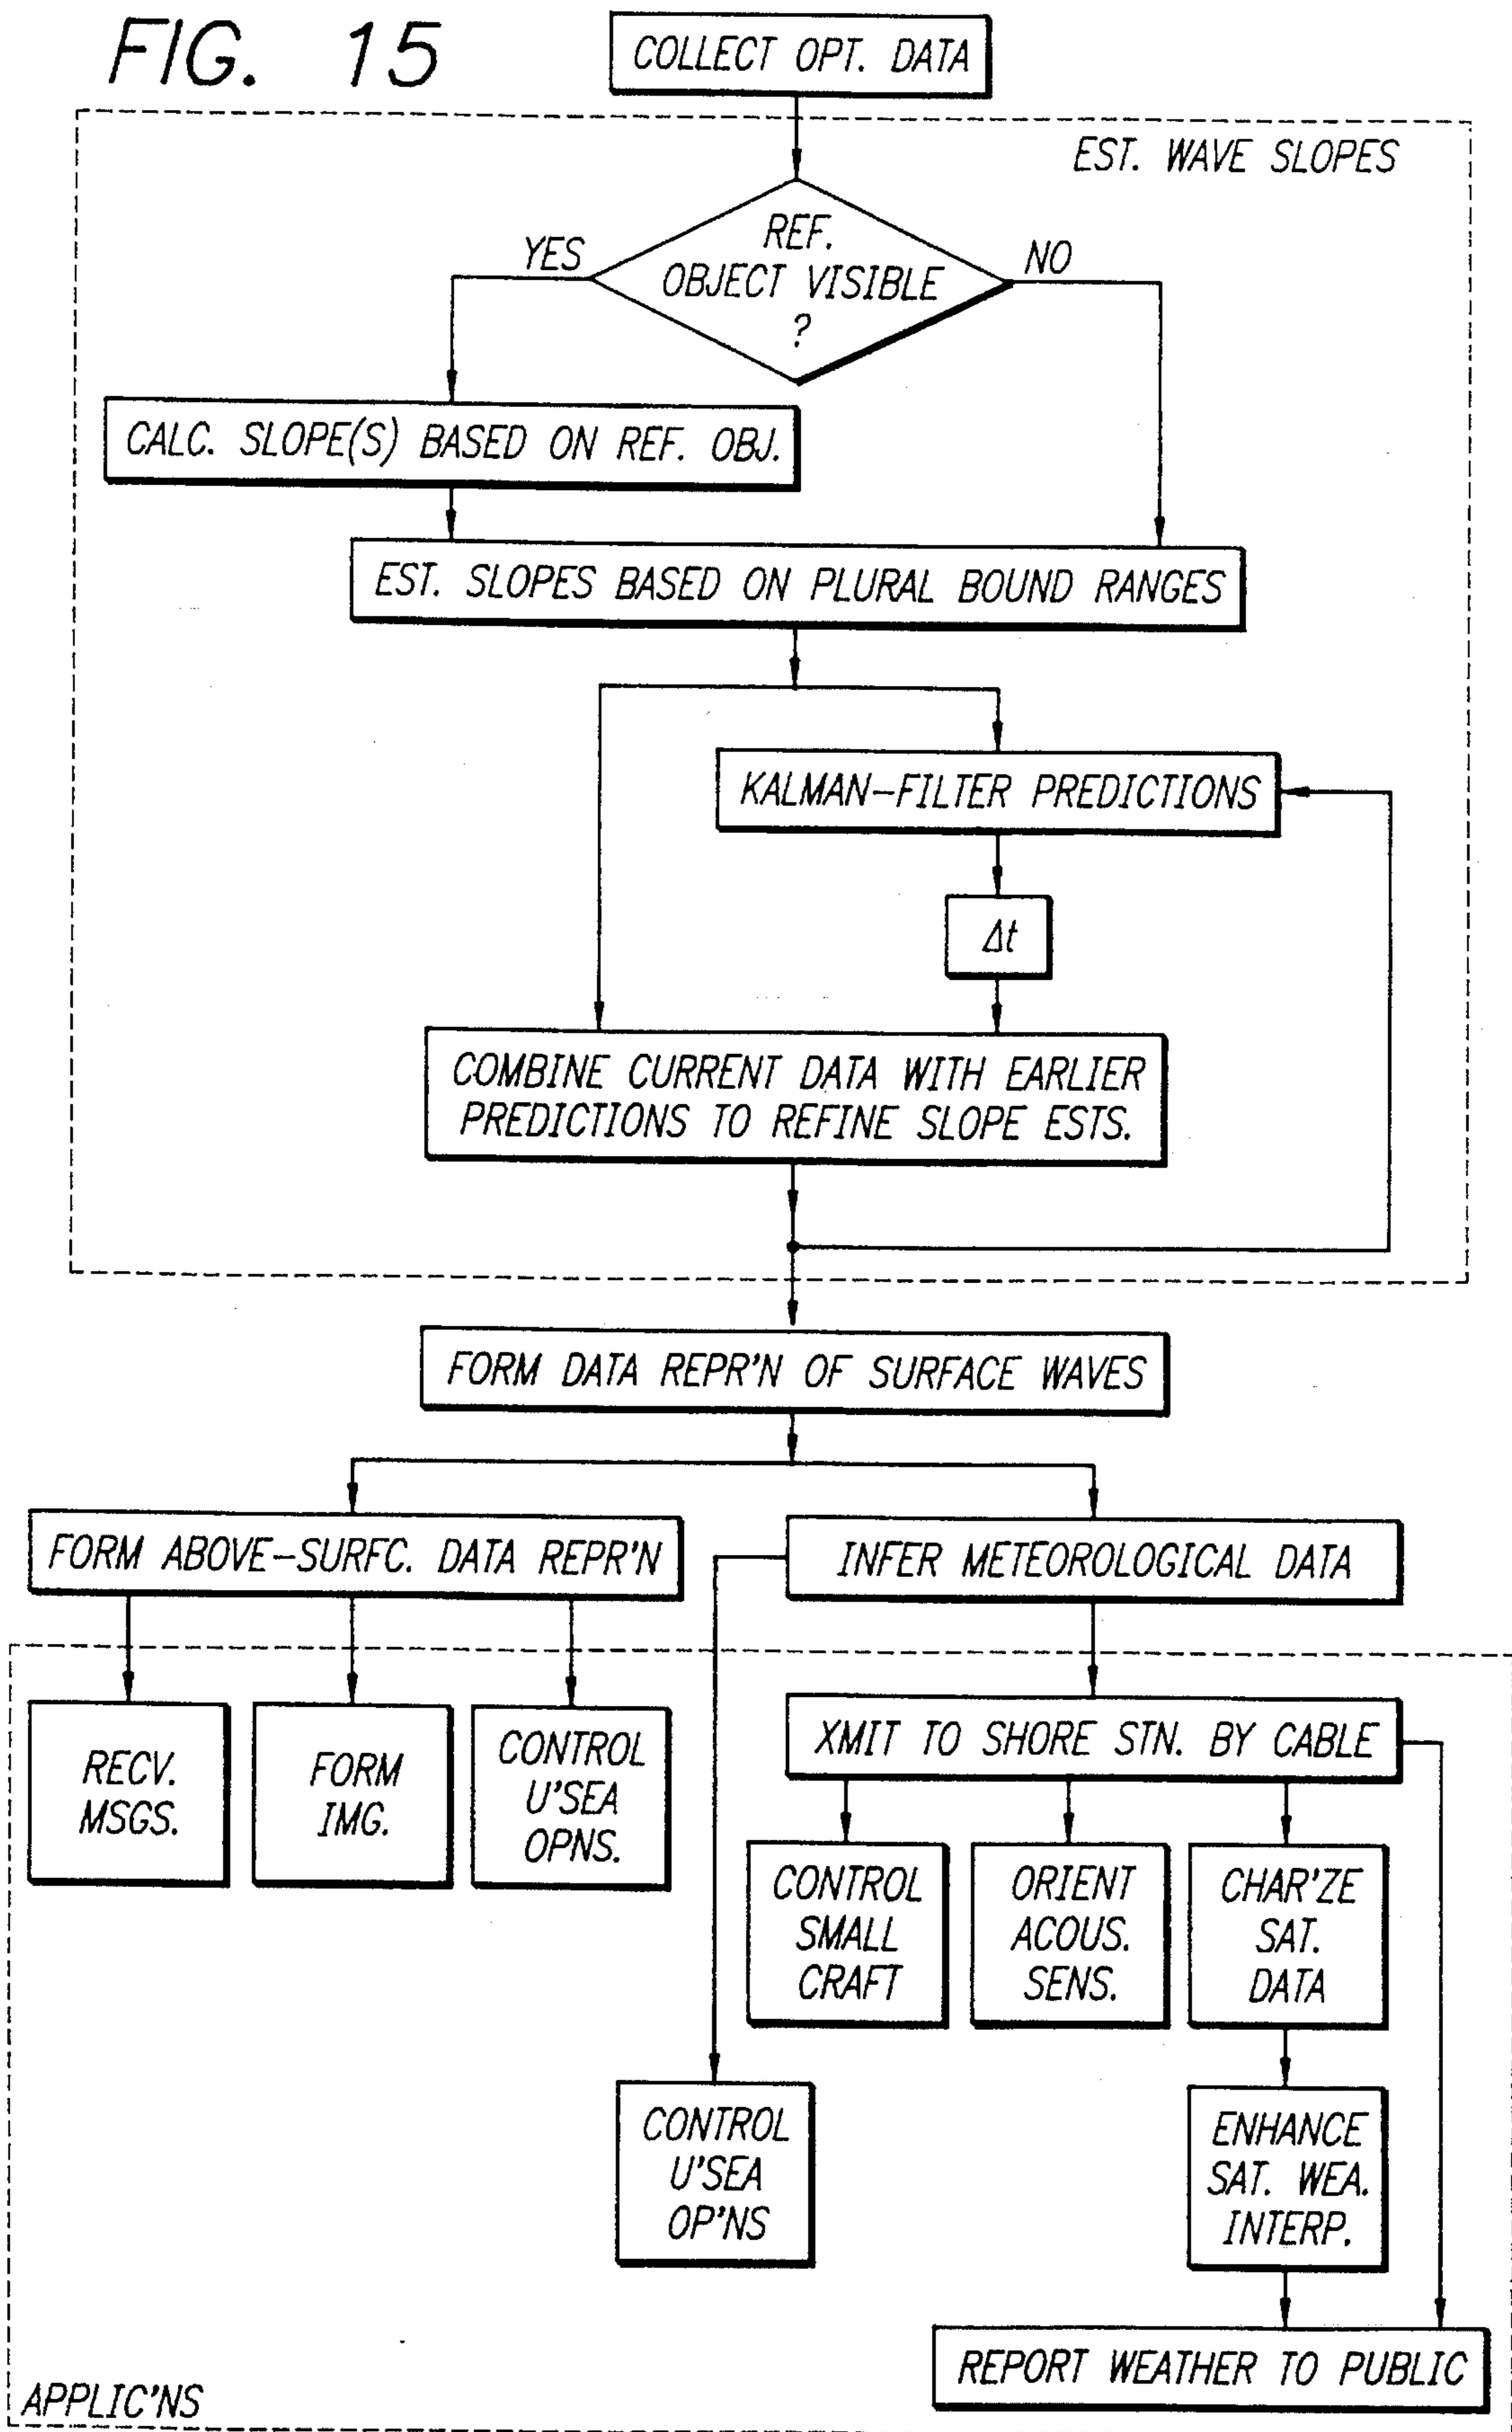 FIG. 15
COLLECT OPT. DATA
EST. WAVE SLOPES
REF.
OBJECT VISIBLE
?
YES
NO
CALC. SLOPE(S) BASED ON REF. OBJ.
EST. SLOPES BASED ON PLURAL BOUND RANGES
KALMAN-FILTER PREDICTIONS
Δt
COMBINE CURRENT DATA WITH EARLIER
PREDICTIONS TO REFINE SLOPE ESTS.
FORM DATA REPR'N OF SURFACE WAVES
FORM ABOVE-SURFC. DATA REPR'N
INFER METEOROLOGICAL DATA
RECV.
MSGS.
FORM
IMG.
CONTROL
U'SEA
OPNS.
XMIT TO SHORE STN. BY CABLE
CONTROL
SMALL
CRAFT
ORIENT
ACOUS.
SENS.
CHAR'ZE
SAT.
DATA
CONTROL
U'SEA
OP'NS
ENHANCE
SAT. WEA.
INTERP.
REPORT WEATHER TO PUBLIC
APPLIC'NS